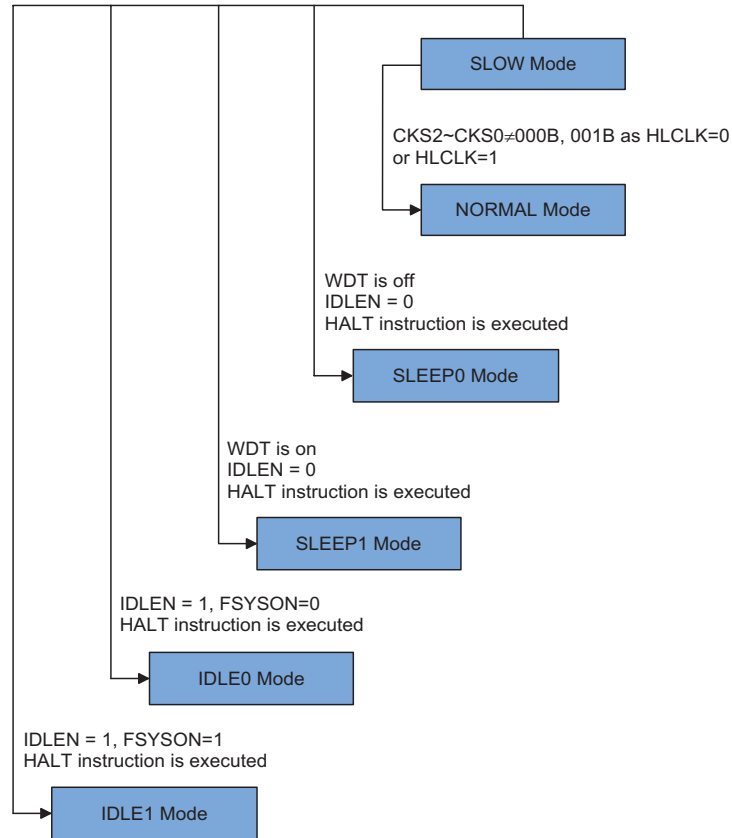 SLOW Mode
CKS2~CKS0≠000B, 001B as HLCLK=0
or HLCLK=1
NORMAL Mode
WDT is off
IDLEN = 0
HALT instruction is executed
SLEEP0 Mode
WDT is on
IDLEN = 0
HALT instruction is executed
SLEEP1 Mode
IDLEN = 1, FSYSON=0
HALT instruction is executed
IDLE0 Mode
IDLEN = 1, FSYSON=1
HALT instruction is executed
IDLE1 Mode